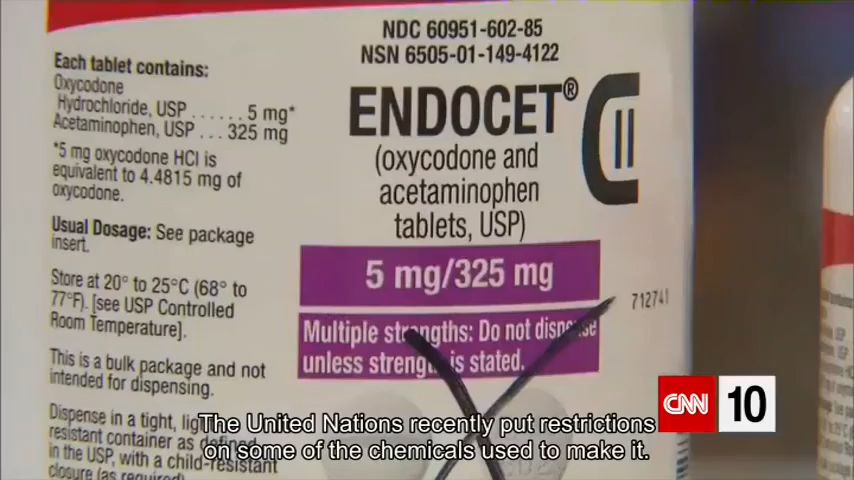 NDC 60951-602-85
NSN 6505-01-149-4122
ENDOCET® CII
(oxycodone and
acetaminophen
tablets, USP)
5 mg/325 mg
Multiple strengths: Do not dispense
unless strength is stated.
712741
Each tablet contains:
Oxycodone
Hydrochloride, USP ...... 5 mg*
Acetaminophen, USP ... 325 mg
*5 mg oxycodone HCl is
equivalent to 4.4815 mg of
oxycodone.
Usual Dosage: See package
insert.
Store at 20° to 25°C (68° to
77°F). [see USP Controlled
Room Temperature].
This is a bulk package and not
intended for dispensing.
Dispense in a tight,
resistant container as defined
in the USP, with a child-resistant
closure (as required)
The United Nations recently put restrictions
on some of the chemicals used to make it.
CNN 10